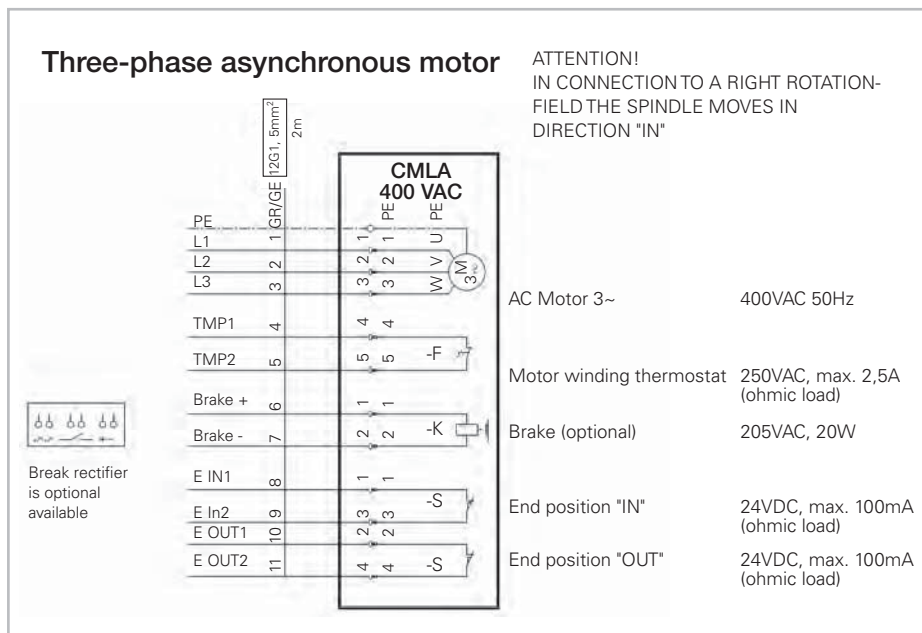 Three-phase asynchronous motor
ATTENTION!
IN CONNECTION TO A RIGHT ROTATION-
FIELD THE SPINDLE MOVES IN
DIRECTION "IN"
12G1, 5mm²
2m
GR/GE
CMLA
400 VAC
PE PE
PE
L1 1 1 1 U
L2 2 2 2 V
L3 3 3 3 W
M
3~
AC Motor 3~ 400VAC 50Hz
TMP1 4 4 4
TMP2 5 5 5 -F
Motor winding thermostat 250VAC, max. 2,5A
(ohmic load)
Brake + 6 1 1
Brake - 7 2 2 -K
Brake (optional) 205VAC, 20W
Break rectifier
is optional
available
E IN1 8 1 1
E In2 9 3 3 -S
End position "IN" 24VDC, max. 100mA
(ohmic load)
E OUT1 10 2 2
E OUT2 11 4 4 -S
End position "OUT" 24VDC, max. 100mA
(ohmic load)